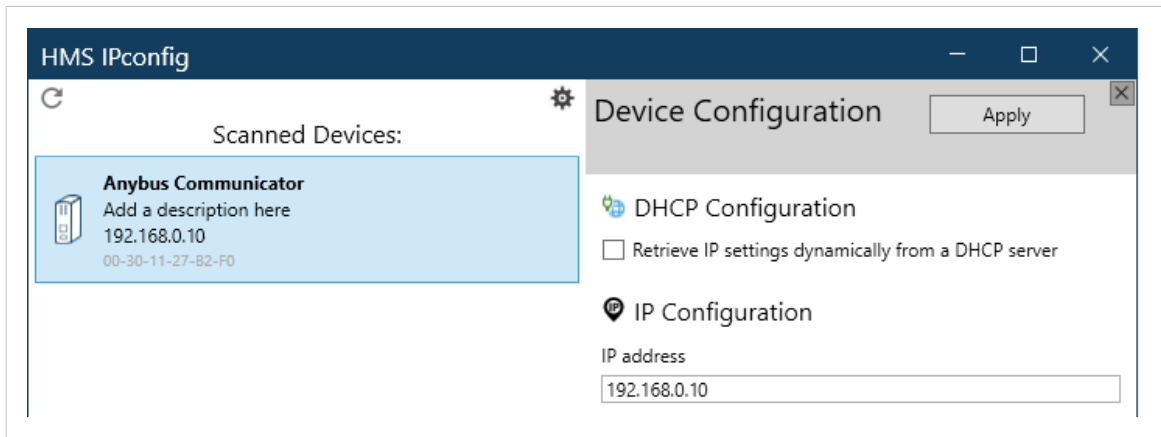 HMS IPconfig
Scanned Devices:
Anybus Communicator
Add a description here
192.168.0.10
00-30-11-27-B2-F0
Device Configuration
Apply
DHCP Configuration
Retrieve IP settings dynamically from a DHCP server
IP
IP Configuration
IP address
192.168.0.10